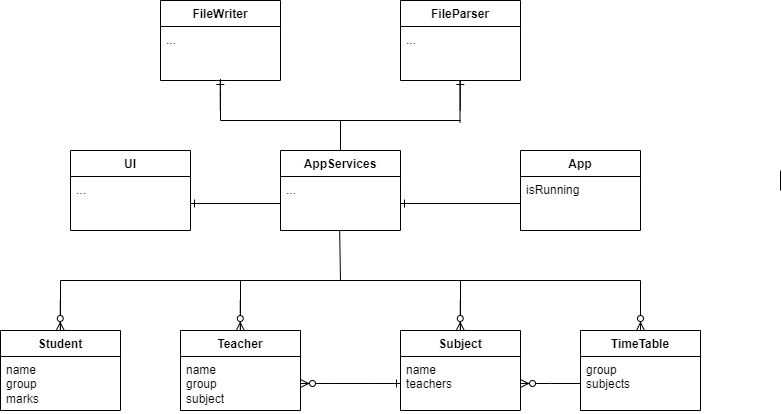 FileWriter
...
FileParser
...
UI
...
AppServices
...
App
isRunning
Student
name
group
marks
Teacher
name
group
subject
Subject
name
teachers
TimeTable
group
subjects